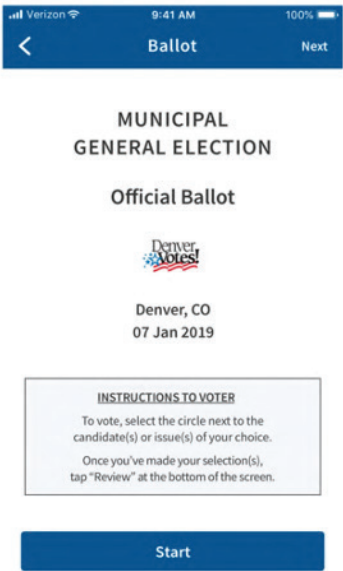 Verizon 9:41 AM 100%
Ballot Next
MUNICIPAL
GENERAL ELECTION
Official Ballot
Denver
Votes!
Denver, CO
07 Jan 2019
INSTRUCTIONS TO VOTER
To vote, select the circle next to the
candidate(s) or issue(s) of your choice.
Once you've made your selection(s),
tap "Review" at the bottom of the screen.
Start